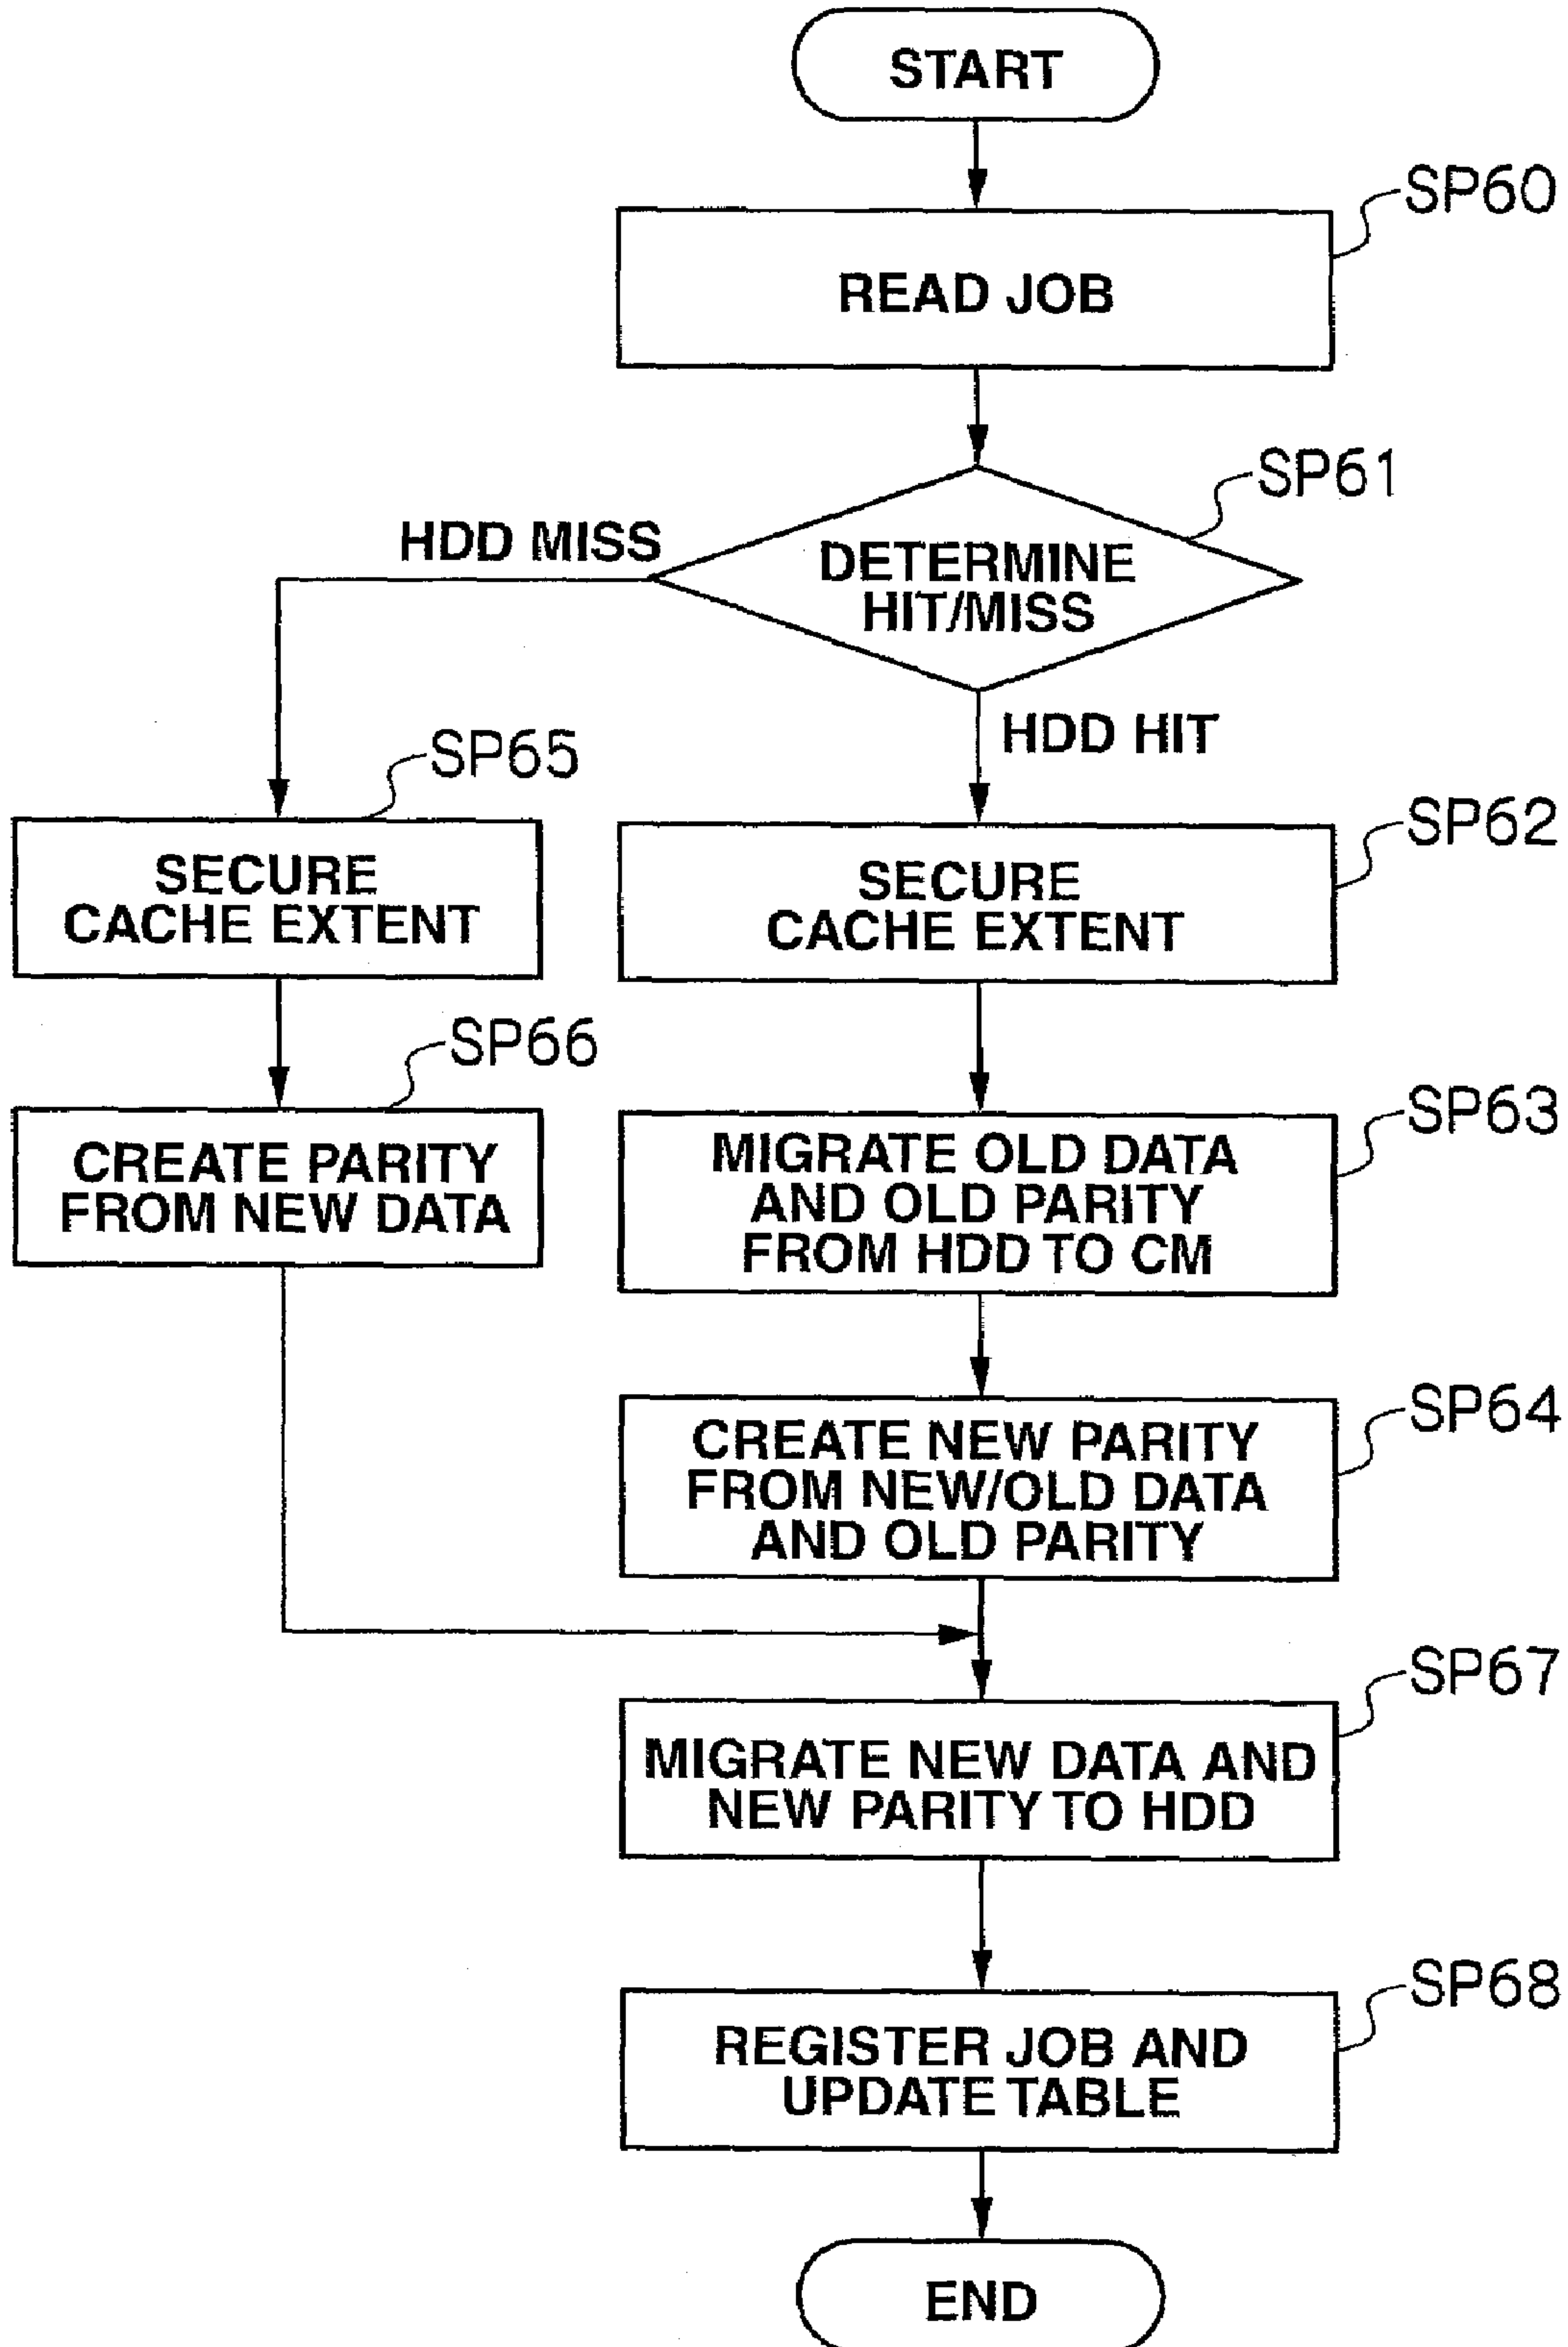 START
SP60
READ JOB
SP61
HDD MISS
DETERMINE
HIT/MISS
HDD HIT
SP65
SECURE
CACHE EXTENT
SP62
SECURE
CACHE EXTENT
SP66
CREATE PARITY
FROM NEW DATA
SP63
MIGRATE OLD DATA
AND OLD PARITY
FROM HDD TO CM
SP64
CREATE NEW PARITY
FROM NEW/OLD DATA
AND OLD PARITY
SP67
MIGRATE NEW DATA AND
NEW PARITY TO HDD
SP68
REGISTER JOB AND
UPDATE TABLE
END